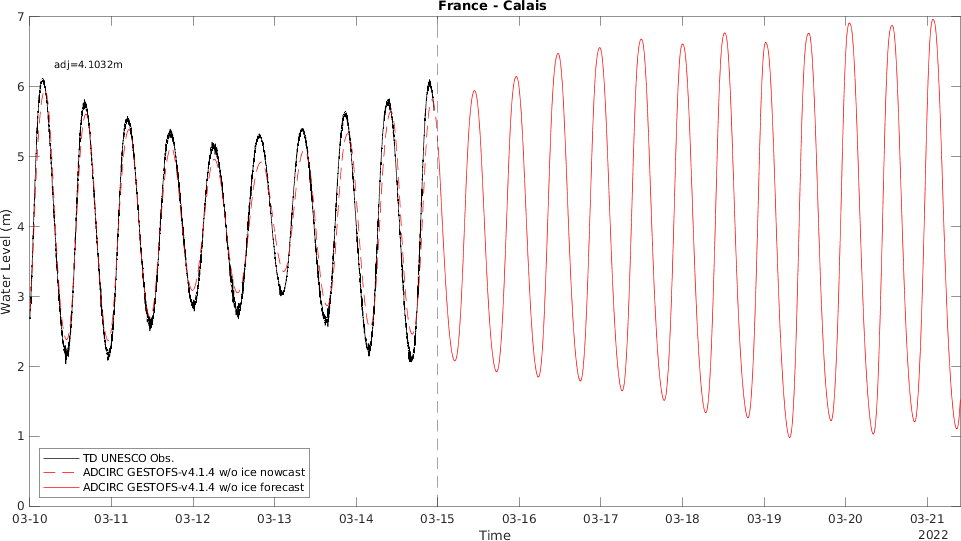 France - Calais
adj=4.1032m
7
6
5
4
3
2
1
0
Water Level (m)
TD UNESCO Obs.
ADCIRC GESTOFS-v4.1.4 w/o ice nowcast
ADCIRC GESTOFS-v4.1.4 w/o ice forecast
03-10 03-11 03-12 03-13 03-14 03-15 03-16 03-17 03-18 03-19 03-20 03-21
Time
2022